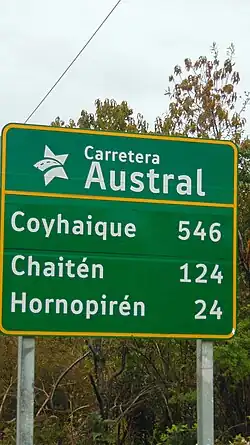 Carretera
Austral
Coyhaique 546
Chaitén 124
Hornopirén 24